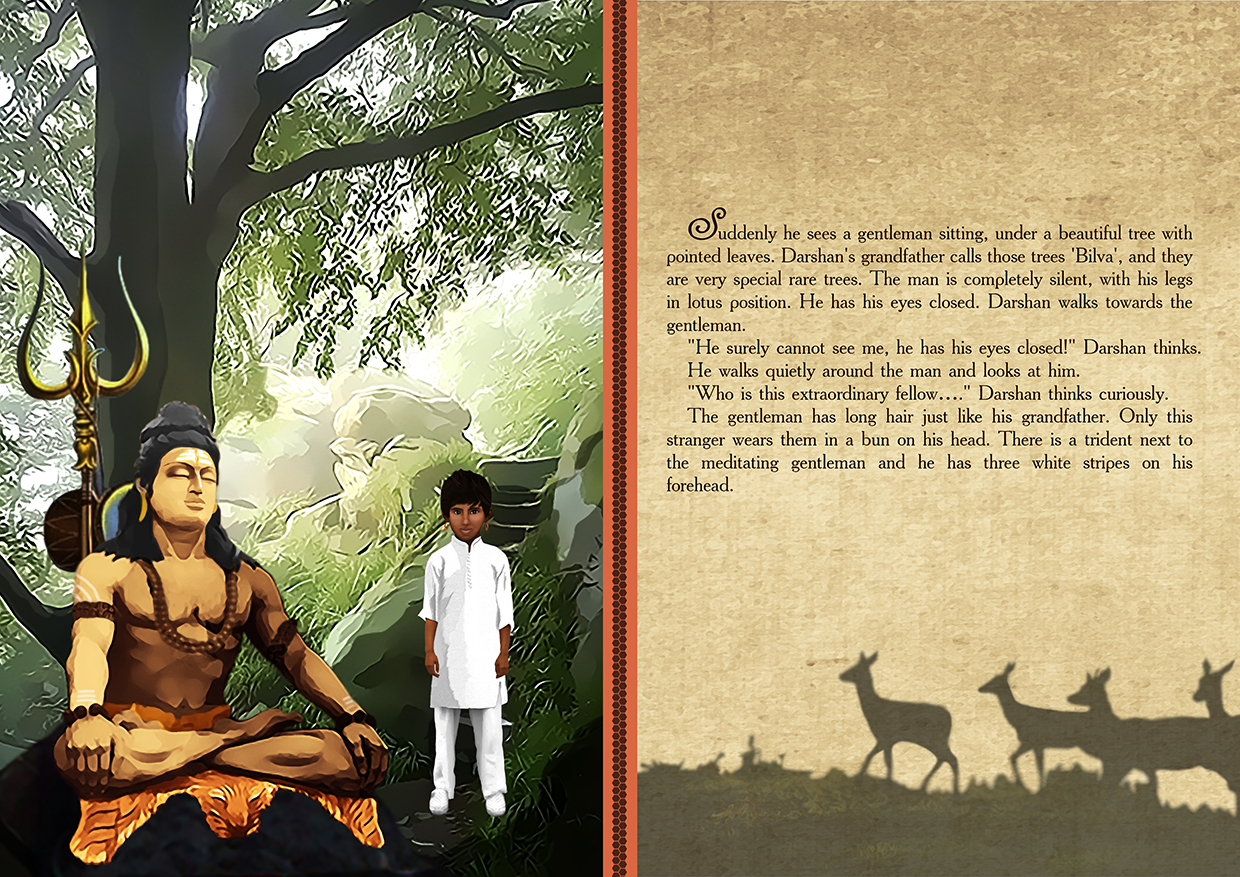 Suddenly he sees a gentleman sitting, under a beautiful tree with
pointed leaves. Darshan's grandfather calls those trees 'Bilva', and they
are very special rare trees. The man is completely silent, with his legs
in lotus position. He has his eyes closed. Darshan walks towards the
gentleman.
"He surely cannot see me, he has his eyes closed!" Darshan thinks.
He walks quietly around the man and looks at him.
"Who is this extraordinary fellow...." Darshan thinks curiously.
The gentleman has long hair just like his grandfather. Only this
stranger wears them in a bun on his head. There is a trident next to
the meditating gentleman and he has three white stripes on his
forehead.